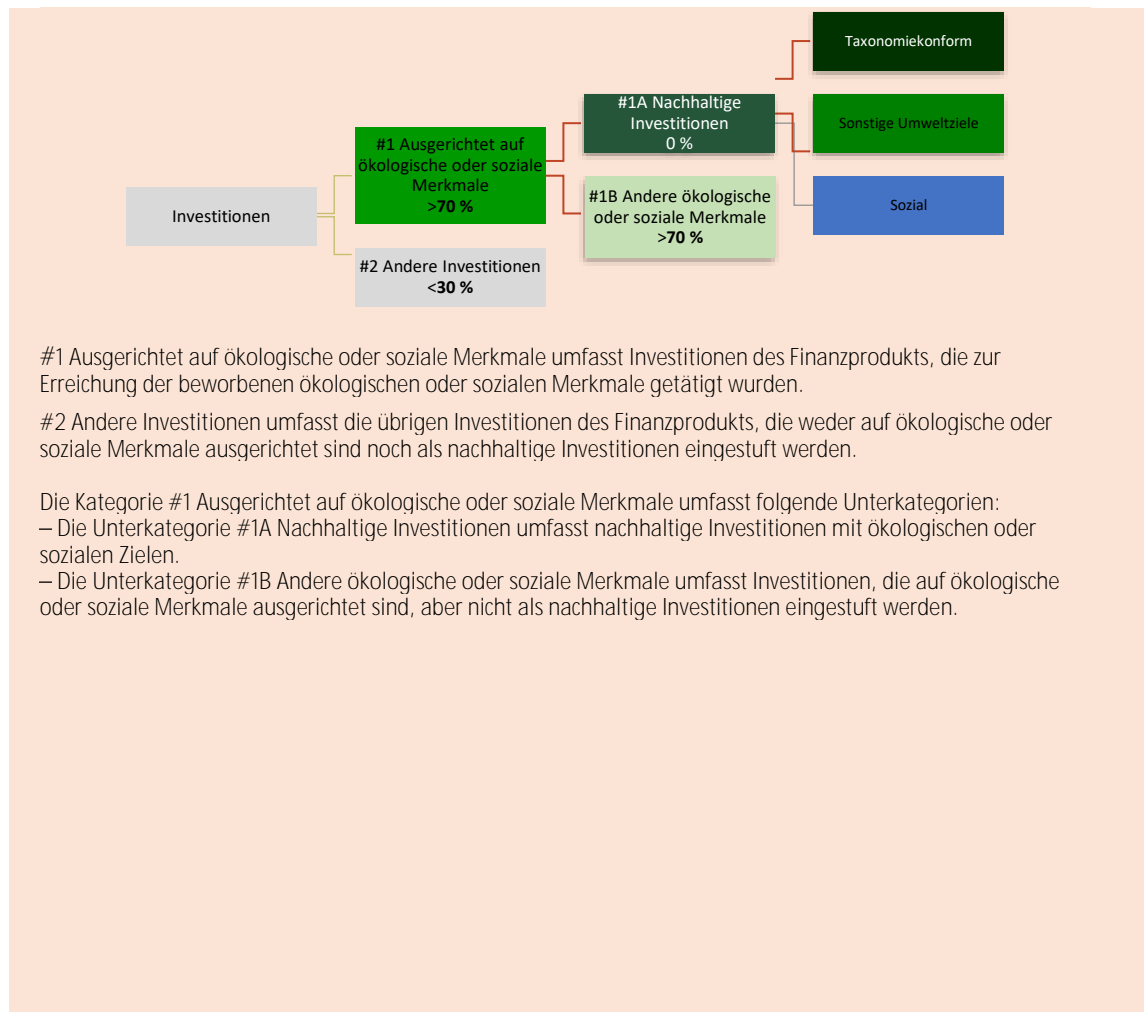 Investitionen
#1 Ausgerichtet auf
ökologische oder soziale
Merkmale
>70 %
#2 Andere Investitionen
<30 %
#1A Nachhaltige
Investitionen
0 %
#1B Andere ökologische
oder soziale Merkmale
>70 %
Taxonomiekonform
Sonstige Umweltziele
Sozial
#1 Ausgerichtet auf ökologische oder soziale Merkmale umfasst Investitionen des Finanzprodukts, die zur
Erreichung der beworbenen ökologischen oder sozialen Merkmale getätigt wurden.
#2 Andere Investitionen umfasst die übrigen Investitionen des Finanzprodukts, die weder auf ökologische oder
soziale Merkmale ausgerichtet sind noch als nachhaltige Investitionen eingestuft werden.
Die Kategorie #1 Ausgerichtet auf ökologische oder soziale Merkmale umfasst folgende Unterkategorien:
– Die Unterkategorie #1A Nachhaltige Investitionen umfasst nachhaltige Investitionen mit ökologischen oder
sozialen Zielen.
– Die Unterkategorie #1B Andere ökologische oder soziale Merkmale umfasst Investitionen, die auf ökologische
oder soziale Merkmale ausgerichtet sind, aber nicht als nachhaltige Investitionen eingestuft werden.